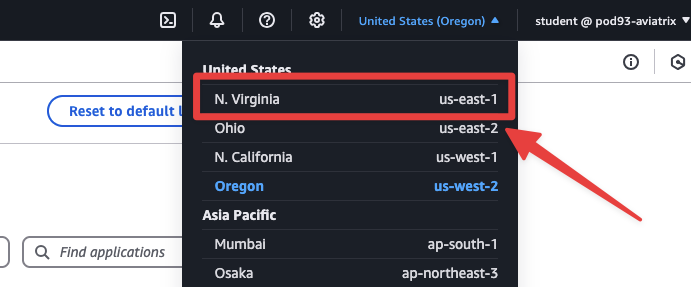 United States (Oregon) ▲
student @ pod93-aviatrix ▼
United States
N. Virginia us-east-1
Reset to default l
Ohio us-east-2
N. California us-west-1
Oregon us-west-2
Asia Pacific
Mumbai ap-south-1
Find applications
Osaka ap-northeast-3